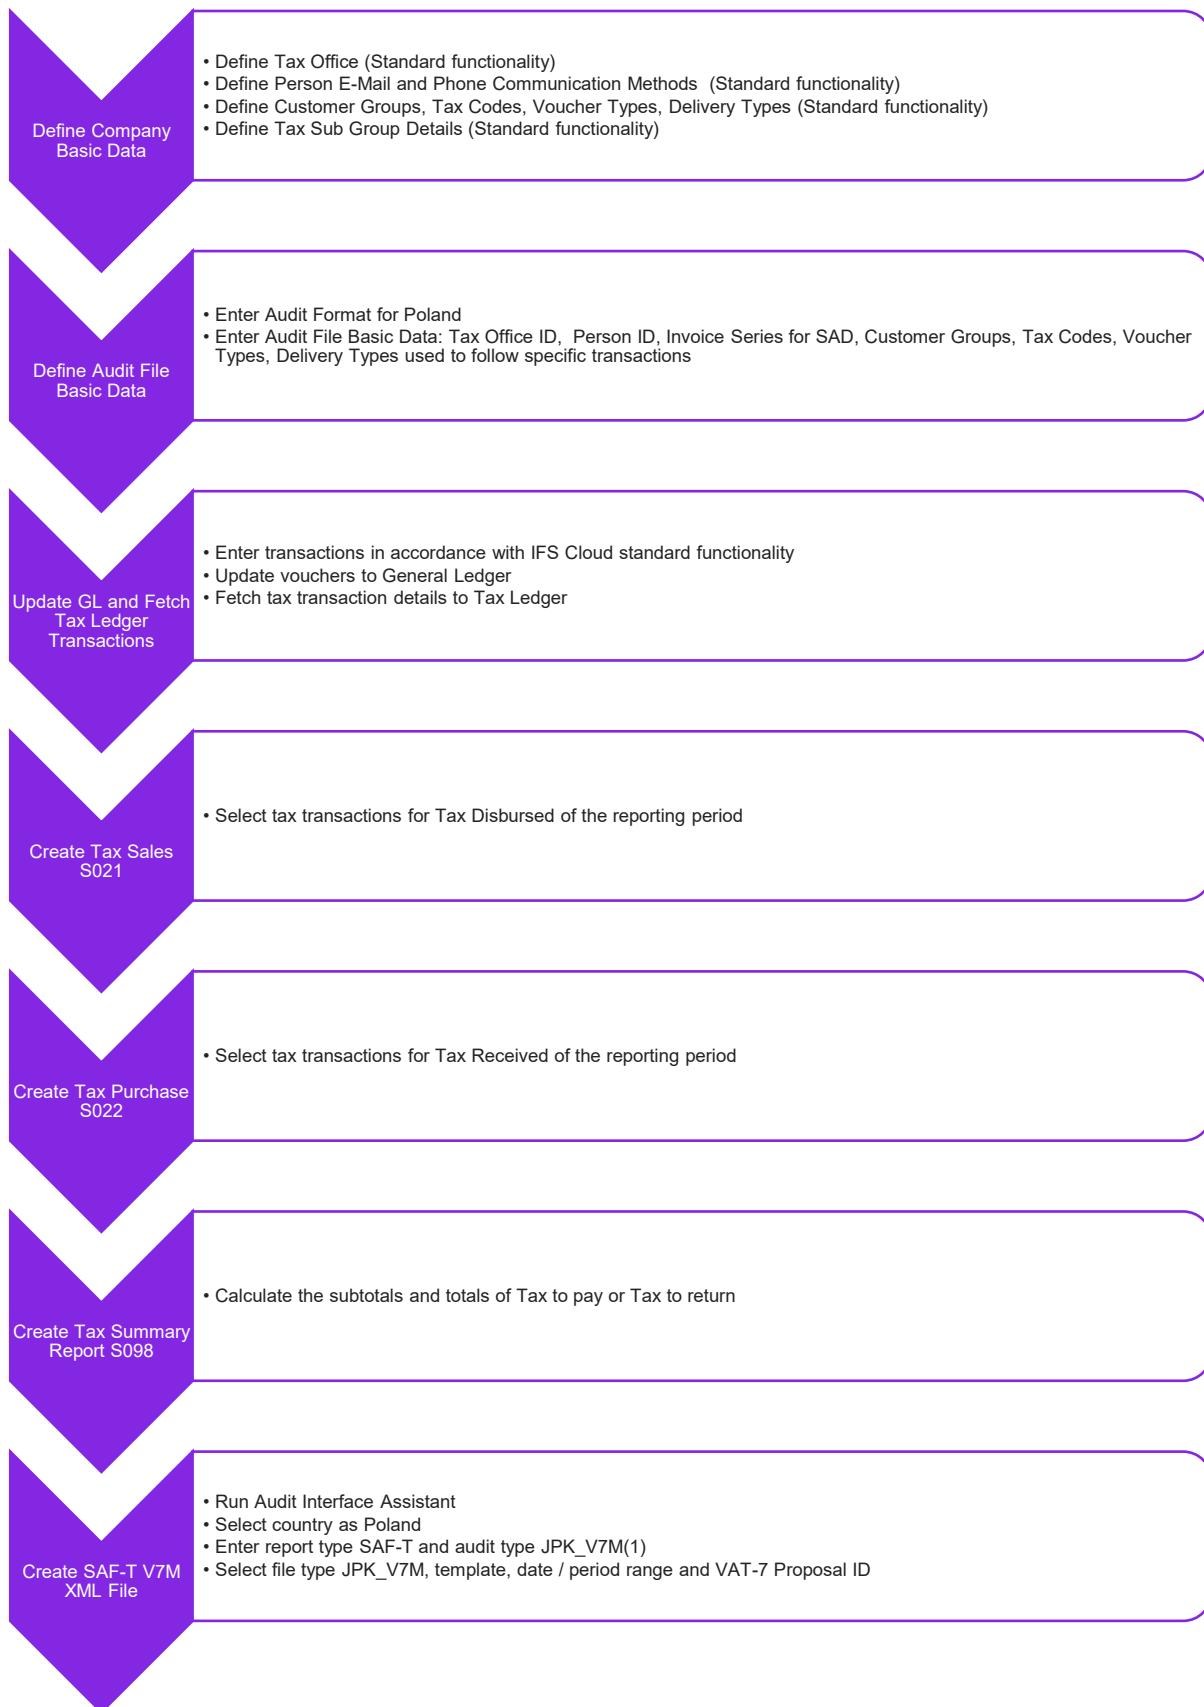 Define Company
Basic Data
• Define Tax Office (Standard functionality)
• Define Person E-Mail and Phone Communication Methods  (Standard functionality)
• Define Customer Groups, Tax Codes, Voucher Types, Delivery Types (Standard functionality)
• Define Tax Sub Group Details (Standard functionality)
Define Audit File
Basic Data
• Enter Audit Format for Poland
• Enter Audit File Basic Data: Tax Office ID,  Person ID, Invoice Series for SAD, Customer Groups, Tax Codes, Voucher
Types, Delivery Types used to follow specific transactions
Update GL and Fetch
Tax Ledger
Transactions
• Enter transactions in accordance with IFS Cloud standard functionality
• Update vouchers to General Ledger
• Fetch tax transaction details to Tax Ledger
Create Tax Sales
S021
• Select tax transactions for Tax Disbursed of the reporting period
Create Tax Purchase
S022
• Select tax transactions for Tax Received of the reporting period
Create Tax Summary
Report S098
• Calculate the subtotals and totals of Tax to pay or Tax to return
Create SAF-T V7M
XML File
• Run Audit Interface Assistant
• Select country as Poland
• Enter report type SAF-T and audit type JPK_V7M(1)
• Select file type JPK_V7M, template, date / period range and VAT-7 Proposal ID